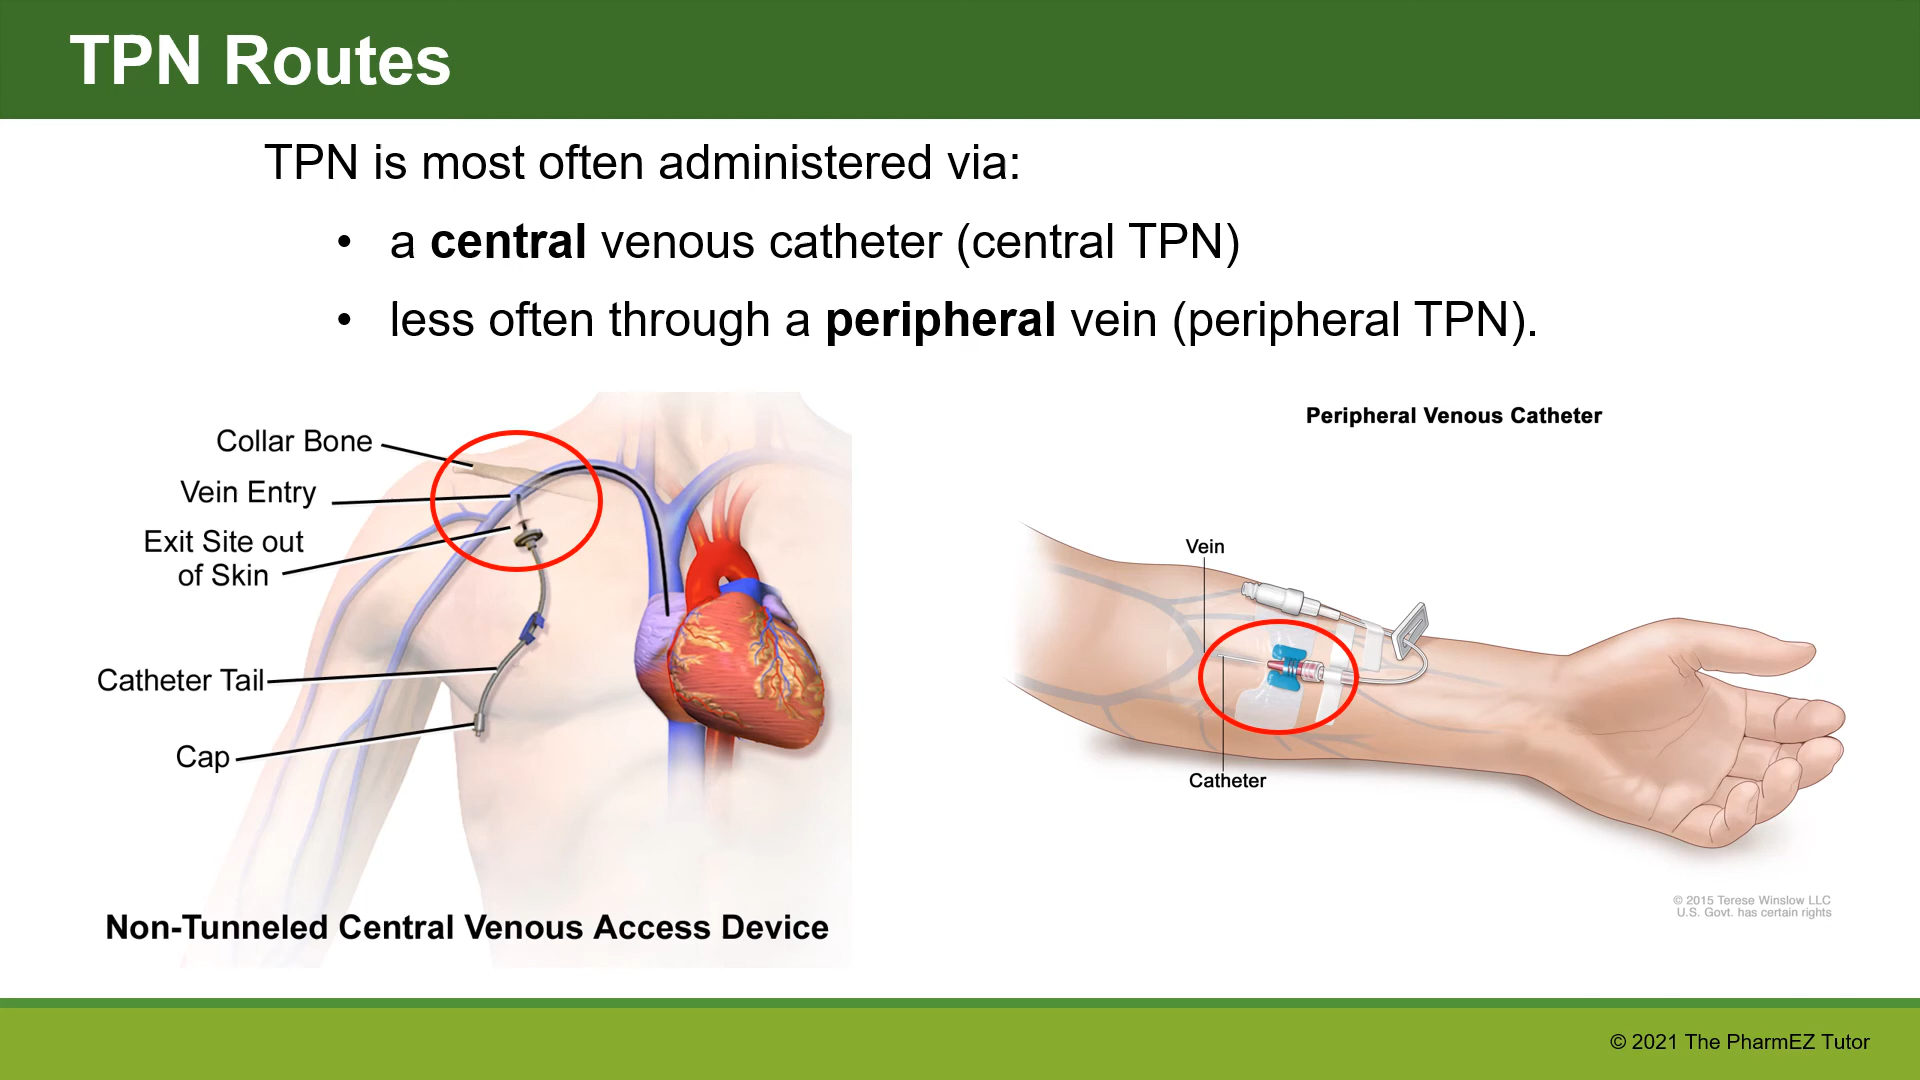 TPN Routes
TPN is most often administered via:
• a central venous catheter (central TPN)
• less often through a peripheral vein (peripheral TPN).
Collar Bone
Vein Entry
Exit Site out
of Skin
Catheter Tail
Cap
Non-Tunneled Central Venous Access Device
Peripheral Venous Catheter
Vein
Catheter
© 2015 Terese Winslow LLC
U.S. Govt. has certain rights
© 2021 The PharmEZ Tutor